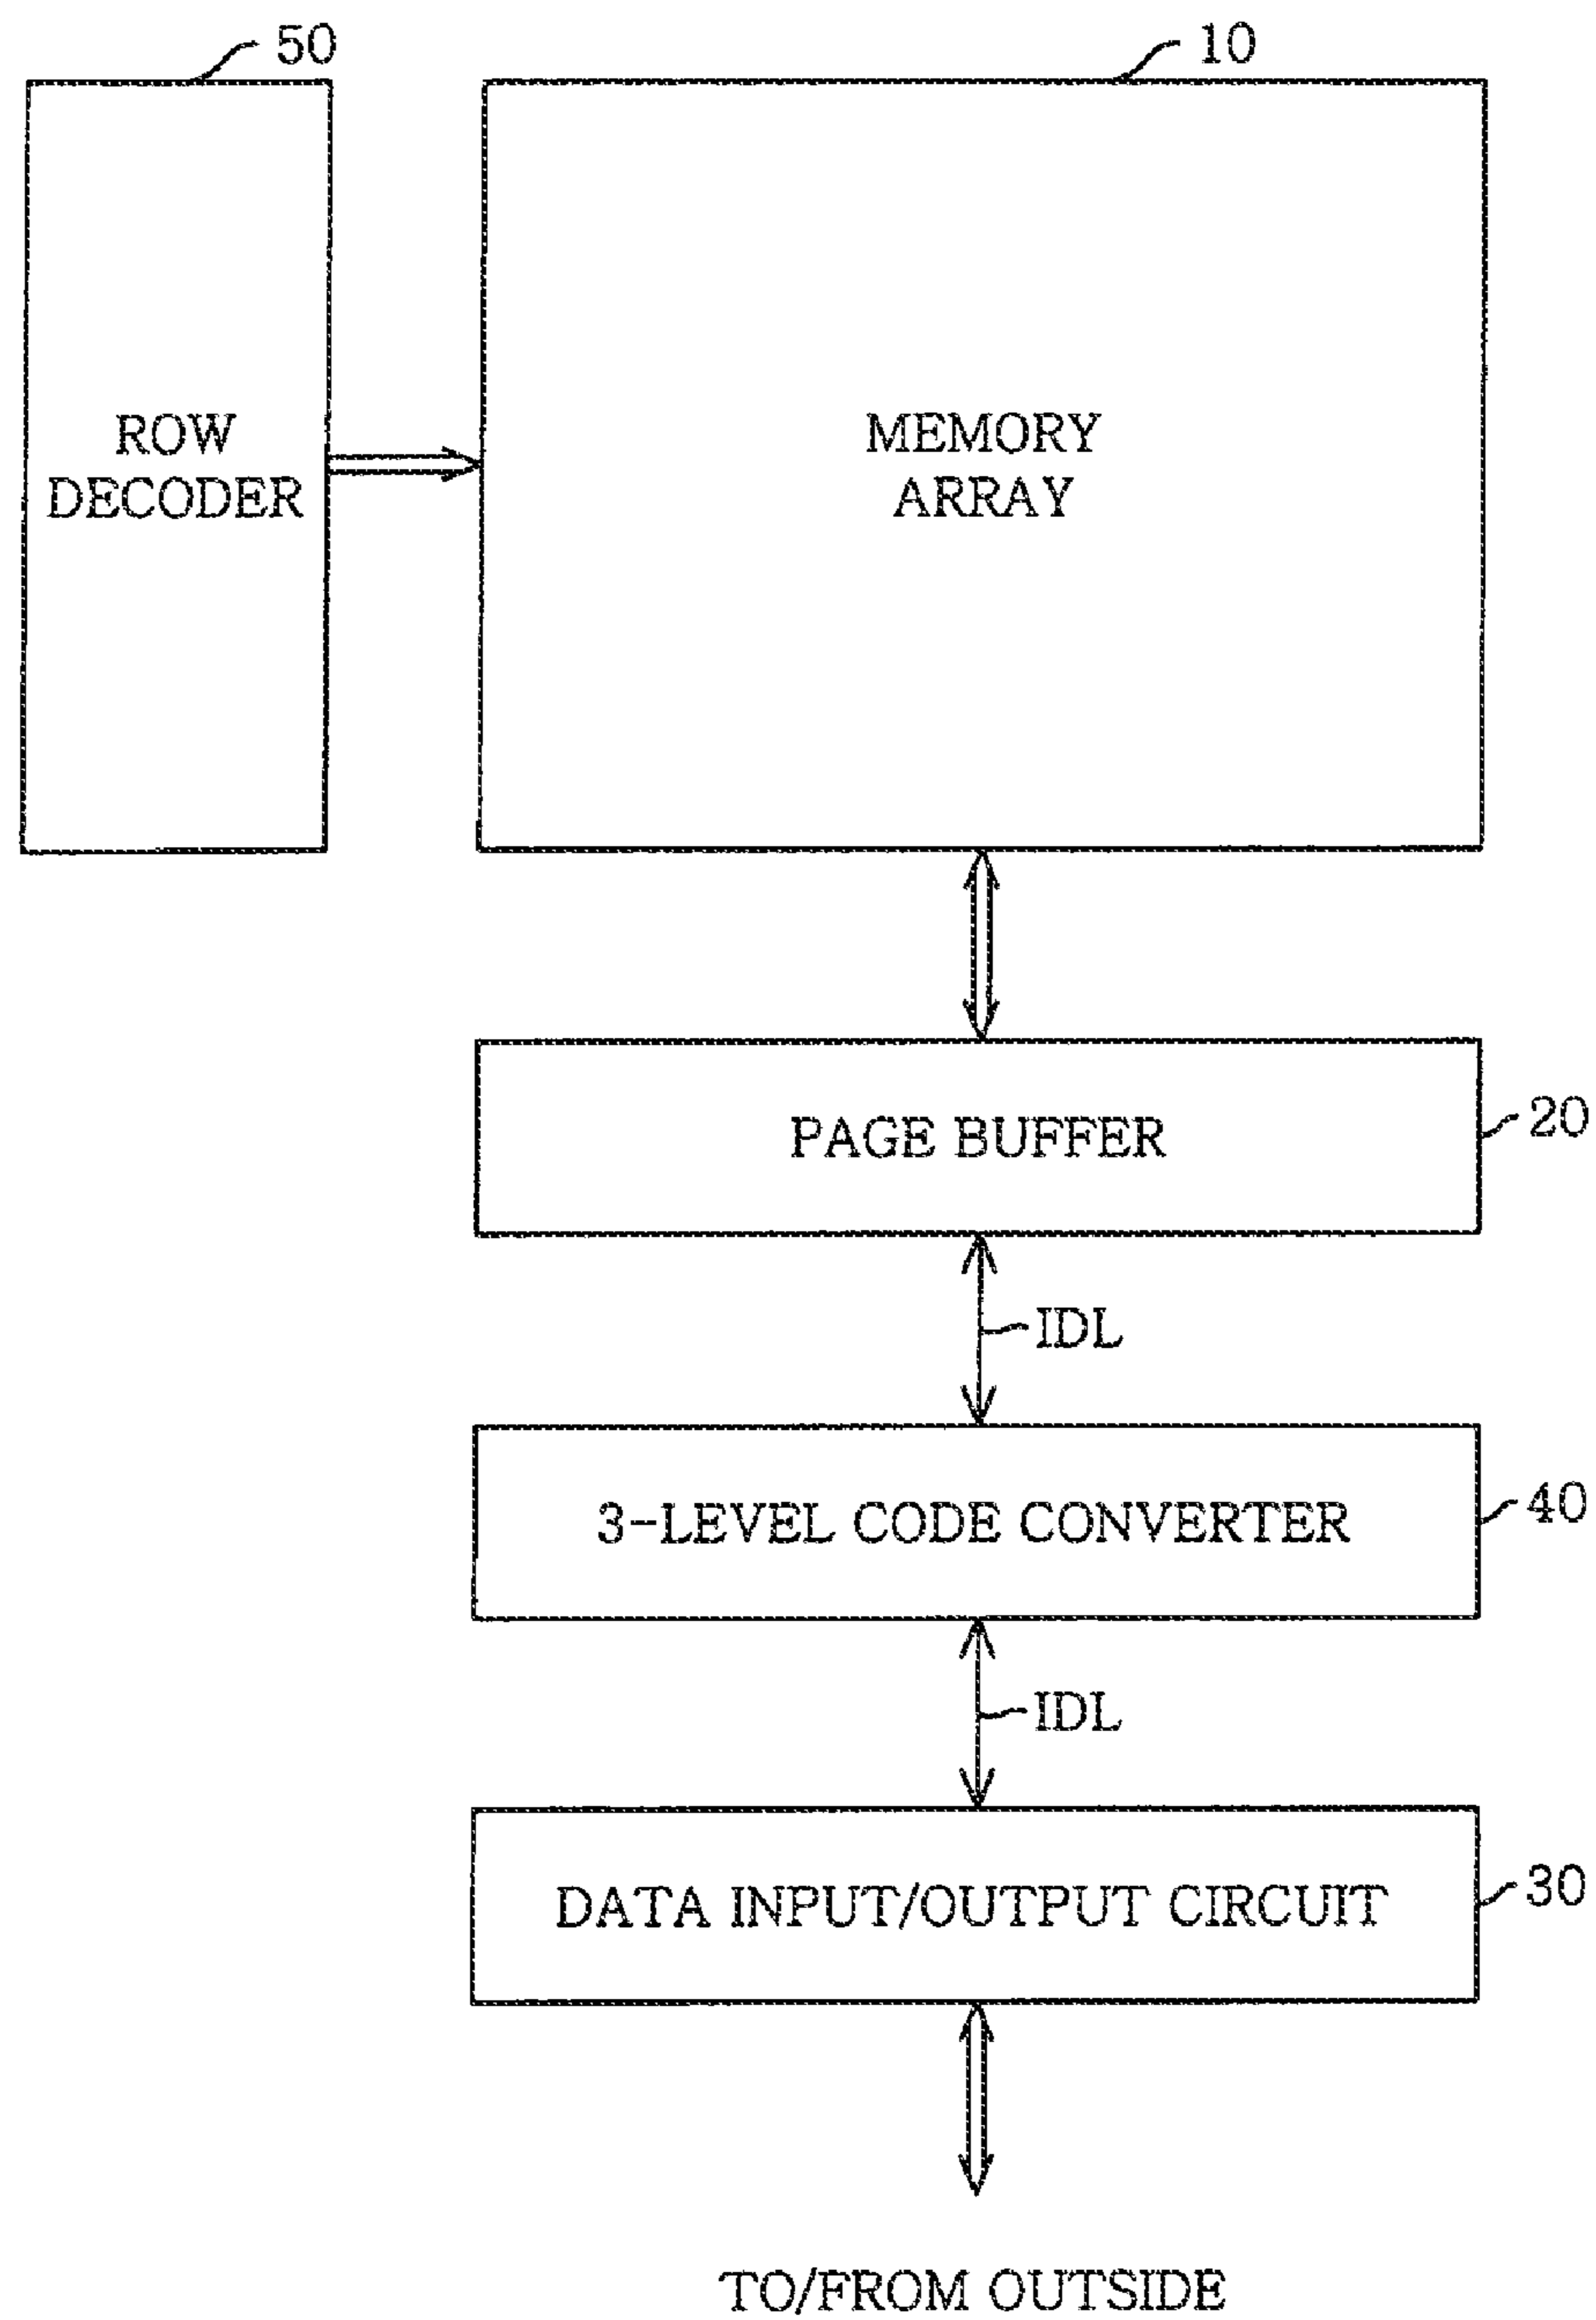 50
10
ROW
DECODER
MEMORY
ARRAY
PAGE BUFFER
20
IDL
3-LEVEL CODE CONVERTER
40
IDL
DATA INPUT/OUTPUT CIRCUIT
30
TO/FROM OUTSIDE